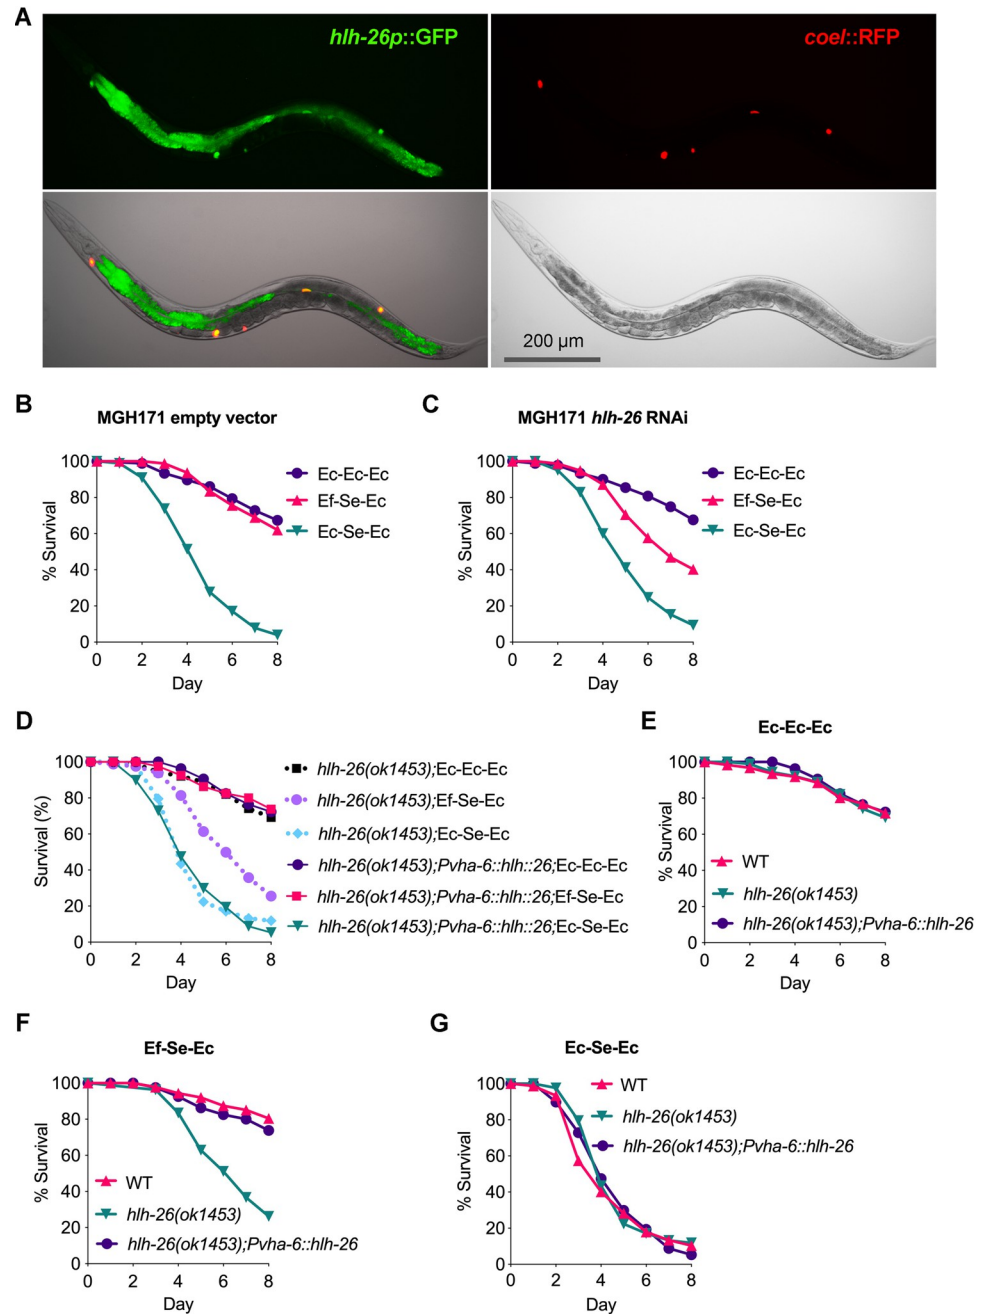 A
hlh-26p::GFP
coel::RFP
200 µm
B
MGH171 empty vector
% Survival
100
80
60
40
20
0
0 2 4 6 8
Day
Ec-Ec-Ec
Ef-Se-Ec
Ec-Se-Ec
C
MGH171 hlh-26 RNAi
% Survival
100
80
60
40
20
0
0 2 4 6 8
Day
Ec-Ec-Ec
Ef-Se-Ec
Ec-Se-Ec
D
Survival (%)
100
80
60
40
20
0
0 2 4 6 8
Day
hlh-26(ok1453);Ec-Ec-Ec
hlh-26(ok1453);Ef-Se-Ec
hlh-26(ok1453);Ec-Se-Ec
hlh-26(ok1453);Pvha-6::hlh::26;Ec-Ec-Ec
hlh-26(ok1453);Pvha-6::hlh::26;Ef-Se-Ec
hlh-26(ok1453);Pvha-6::hlh::26;Ec-Se-Ec
E
Ec-Ec-Ec
% Survival
100
80
60
40
20
0
0 2 4 6 8
Day
WT
hlh-26(ok1453)
hlh-26(ok1453);Pvha-6::hlh-26
F
Ef-Se-Ec
% Survival
100
80
60
40
20
0
0 2 4 6 8
Day
WT
hlh-26(ok1453)
hlh-26(ok1453);Pvha-6::hlh-26
G
Ec-Se-Ec
% Survival
100
80
60
40
20
0
0 2 4 6 8
Day
WT
hlh-26(ok1453)
hlh-26(ok1453);Pvha-6::hlh-26